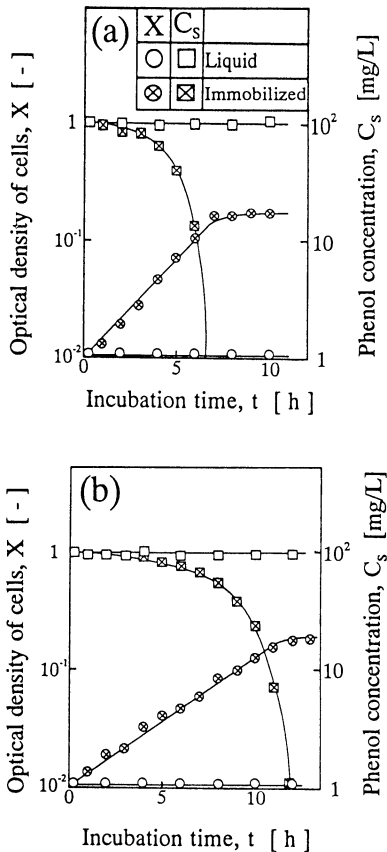 (a)
X Cₛ
Liquid
Immobilized
Optical density of cells, X [ - ]
1
10⁻¹
10⁻²
Phenol concentration, Cₛ [mg/L]
10²
10
1
0 5 10
Incubation time, t [ h ]
(b)
Optical density of cells, X [ - ]
1
10⁻¹
10⁻²
Phenol concentration, Cₛ [mg/L]
10²
10
1
0 5 10
Incubation time, t [ h ]